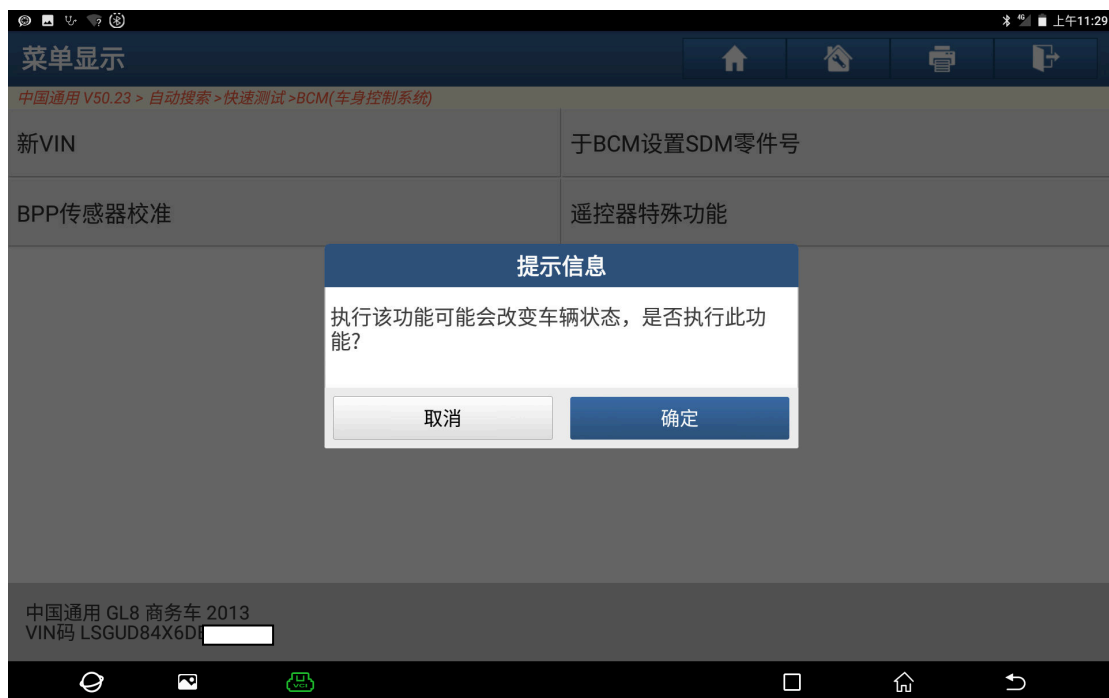 上午11:29
菜单显示
中国通用 V50.23 > 自动搜索 > 快速测试 > BCM(车身控制系统)
新VIN
于BCM设置SDM零件号
BPP传感器校准
遥控器特殊功能
提示信息
执行该功能可能会改变车辆状态，是否执行此功
能?
取消
确定
中国通用 GL8 商务车 2013
VIN码 LSGUD84X6D